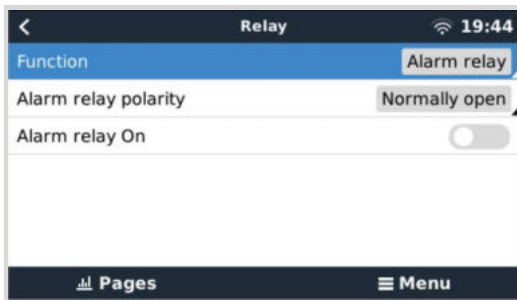 Relay 19:44
Function Alarm relay
Alarm relay polarity Normally open
Alarm relay On
Pages Menu